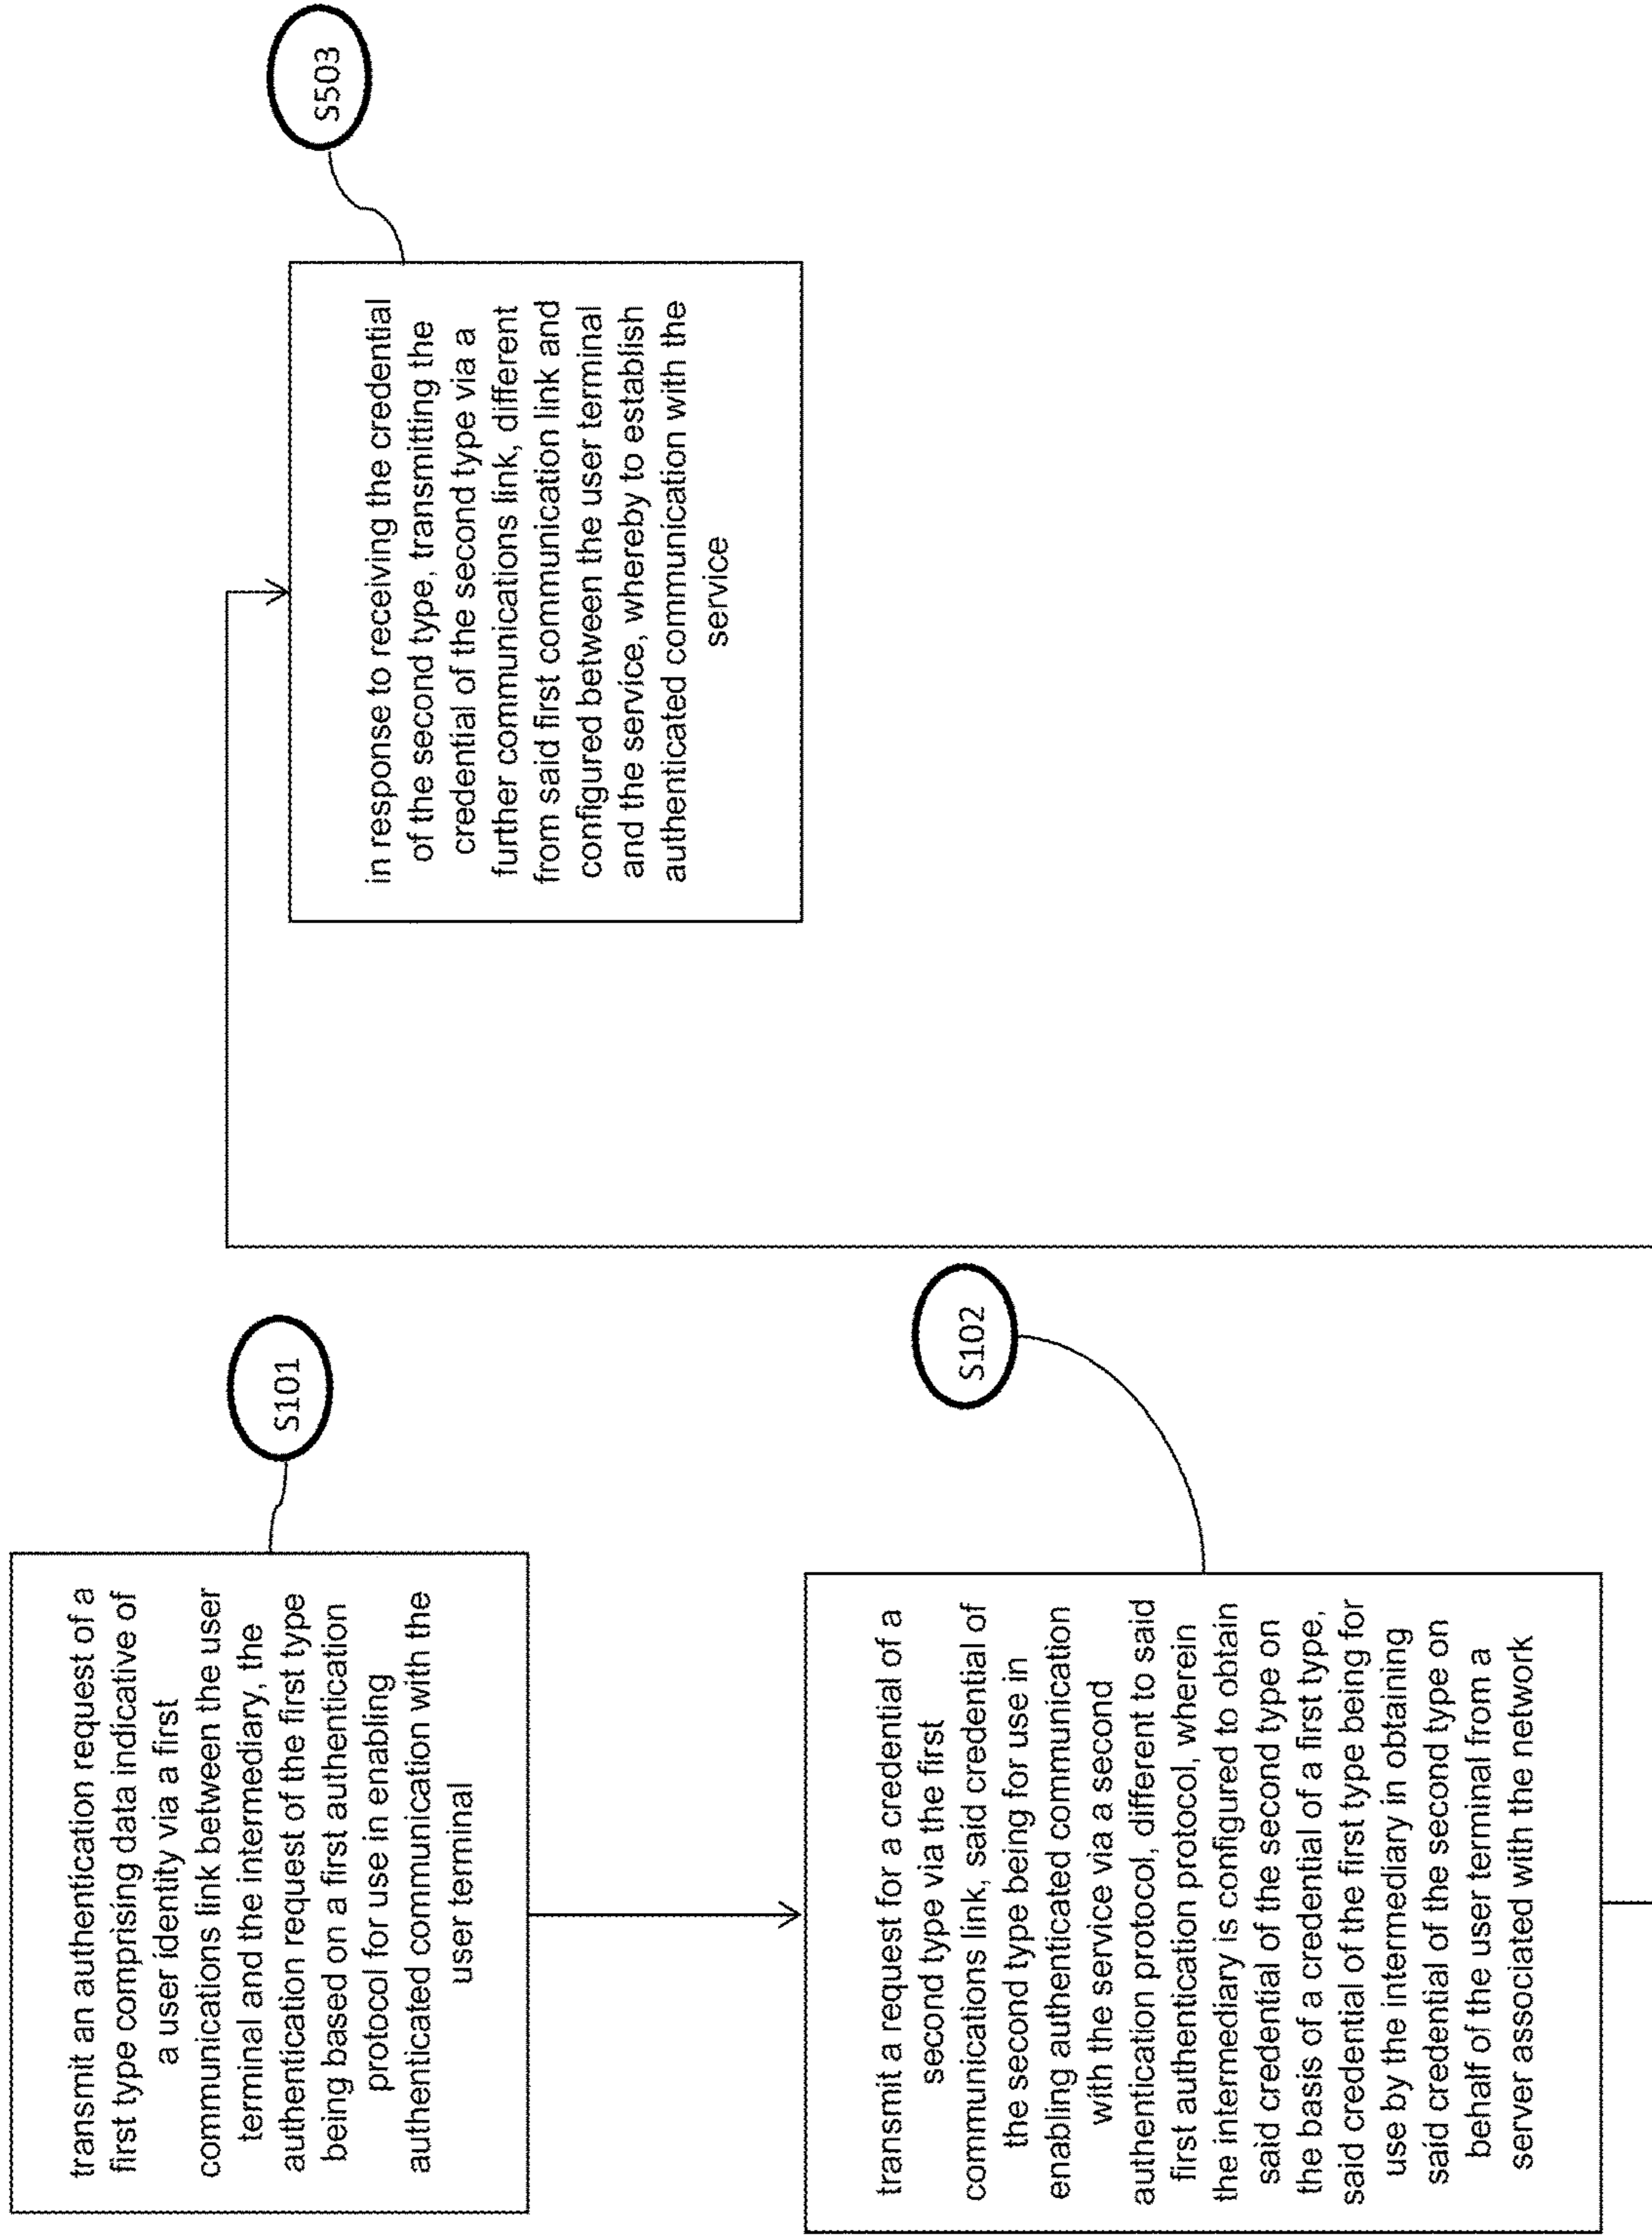 transmit an authentication request of a
first type comprising data indicative of
a user identity via a first
communications link between the user
terminal and the intermediary, the
authentication request of the first type
being based on a first authentication
protocol for use in enabling
authenticated communication with the
user terminal
S101
transmit a request for a credential of a
second type via the first
communications link, said credential of
the second type being for use in
enabling authenticated communication
with the service via a second
authentication protocol, different to said
first authentication protocol, wherein
the intermediary is configured to obtain
said credential of the second type on
the basis of a credential of a first type,
said credential of the first type being for
use by the intermediary in obtaining
said credential of the second type on
behalf of the user terminal from a
server associated with the network
S102
in response to receiving the credential
of the second type, transmitting the
credential of the second type via a
further communications link, different
from said first communication link and
configured between the user terminal
and the service, whereby to establish
authenticated communication with the
service
S503